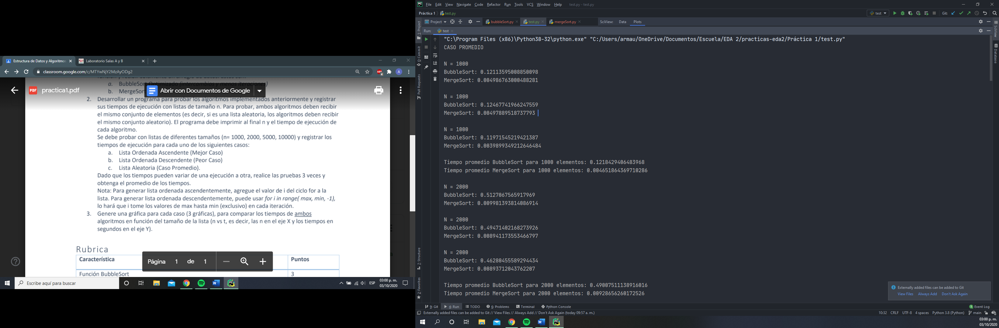 Estructura de Datos y Algoritmos
Laboratorio Salas A y B
classroom.google.com/c/MTYwNjY2MzAyODg2
ABP
4
A
PDF practica1.pdf
Abrir con Documentos de Google
a. BubbleSort Optimizado (intercambios y menos iteraciones)
b. MergeSort
2. Desarrollar un programa para probar los algoritmos implementados anteriormente y registrar
sus tiempos de ejecución con listas de tamaño n. Para probar, ambos algoritmos deben recibir
el mismo conjunto de elementos (es decir, si es una lista aleatoria, los algoritmos deben recibir
el mismo conjunto aleatorio). El programa debe imprimir al final n y el tiempo de ejecución de
cada algoritmo.
Se debe probar con listas de diferentes tamaños (n= 1000, 2000, 5000, 10000) y registrar los
tiempos de ejecución para cada uno de los siguientes casos:
a. Lista Ordenada Ascendente (Mejor Caso)
b. Lista Ordenada Descendente (Peor Caso)
c. Lista Aleatoria (Caso Promedio).
Dado que los tiempos pueden variar de una ejecución a otra, realice las pruebas 3 veces y
obtenga el promedio de los tiempos.
Nota: Para generar lista ordenada ascendentemente, agregue el valor de i del ciclo for a la
lista. Para generar lista ordenada descendentemente, puede usar for i in range( max, min, -1),
lo hará que i tome los valores de max hasta min (exclusivo) en cada iteración.
3. Genere una gráfica para cada caso (3 gráficas), para comparar los tiempos de ambos
algoritmos en función del tamaño de la lista (n vs t, es decir, las n en el eje X y los tiempos en
segundos en el eje Y).
Rubrica
Característica Puntos
Función BubbleSort 3
Página 1 de 1
Escribe aquí para buscar
ESP
03:00 p. m.
03/10/2020
PC File Edit View Navigate Code Refactor Run Tools VCS Window Help test.py - test.py
Práctica 1 test.py
test
Git:
Project
bubbleSort.py
test.py
mergeSort.py
SciView: Data Plots
Run: test
1: Project
0: Commit
Pull Requests
7: Structure
2: Favorites
SciView
Database
"C:\Program Files (x86)\Python38-32\python.exe" "C:/Users/armau/OneDrive/Documentos/Escuela/EDA 2/practicas-eda2/Práctica 1/test.py"
CASO PROMEDIO
N = 1000
BubbleSort: 0.12113595008850098
MergeSort: 0.004986763000488281
N = 1000
BubbleSort: 0.12467741966247559
MergeSort: 0.00497889518737793
N = 1000
BubbleSort: 0.11971545219421387
MergeSort: 0.0039899349212646484
Tiempo promedio BubbleSort para 1000 elementos: 0.1218429406483968
Tiempo promedio MergeSort para 1000 elementos: 0.004651864369710286
N = 2000
BubbleSort: 0.5127067565917969
MergeSort: 0.009981393814086914
N = 2000
BubbleSort: 0.49471402168273926
MergeSort: 0.008941173553466797
N = 2000
BubbleSort: 0.46280455589294434
MergeSort: 0.00893712043762207
Tiempo promedio BubbleSort para 2000 elementos: 0.49007511138916016
Tiempo promedio MergeSort para 2000 elementos: 0.00928656260172526
Externally added files can be added to Git
View Files Always Add Don't Ask Again
9: Git 4: Run TODO 6: Problems Terminal Python Console
1 Event Log
Externally added files can be added to Git // View Files // Always Add // Don't Ask Again (today 09:57 a. m.)
10:32 CRLF UTF-8 4 spaces Python 3.8 (Python) main
03:00 p. m.
03/10/2020